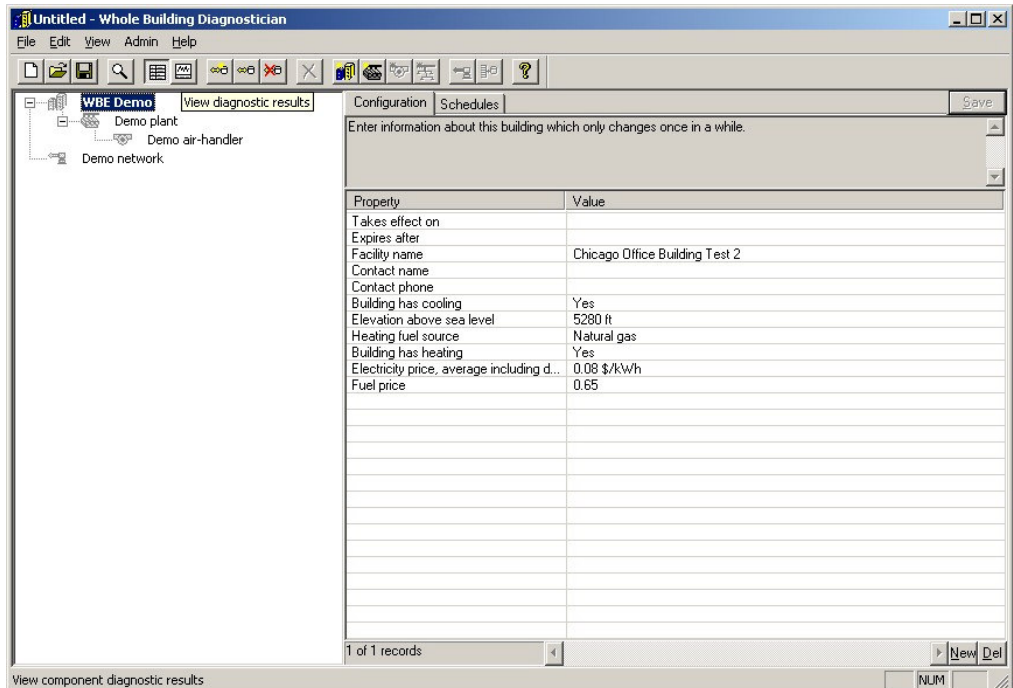 Untitled - Whole Building Diagnostician
File Edit View Admin Help
WBE Demo
View diagnostic results
Demo plant
Demo air-handler
Demo network
Configuration Schedules Save
Enter information about this building which only changes once in a while.
Property Value
Takes effect on
Expires after
Facility name Chicago Office Building Test 2
Contact name
Contact phone
Building has cooling Yes
Elevation above sea level 5280 ft
Heating fuel source Natural gas
Building has heating Yes
Electricity price, average including d... 0.08 $/kWh
Fuel price 0.65
1 of 1 records New Del
View component diagnostic results NUM